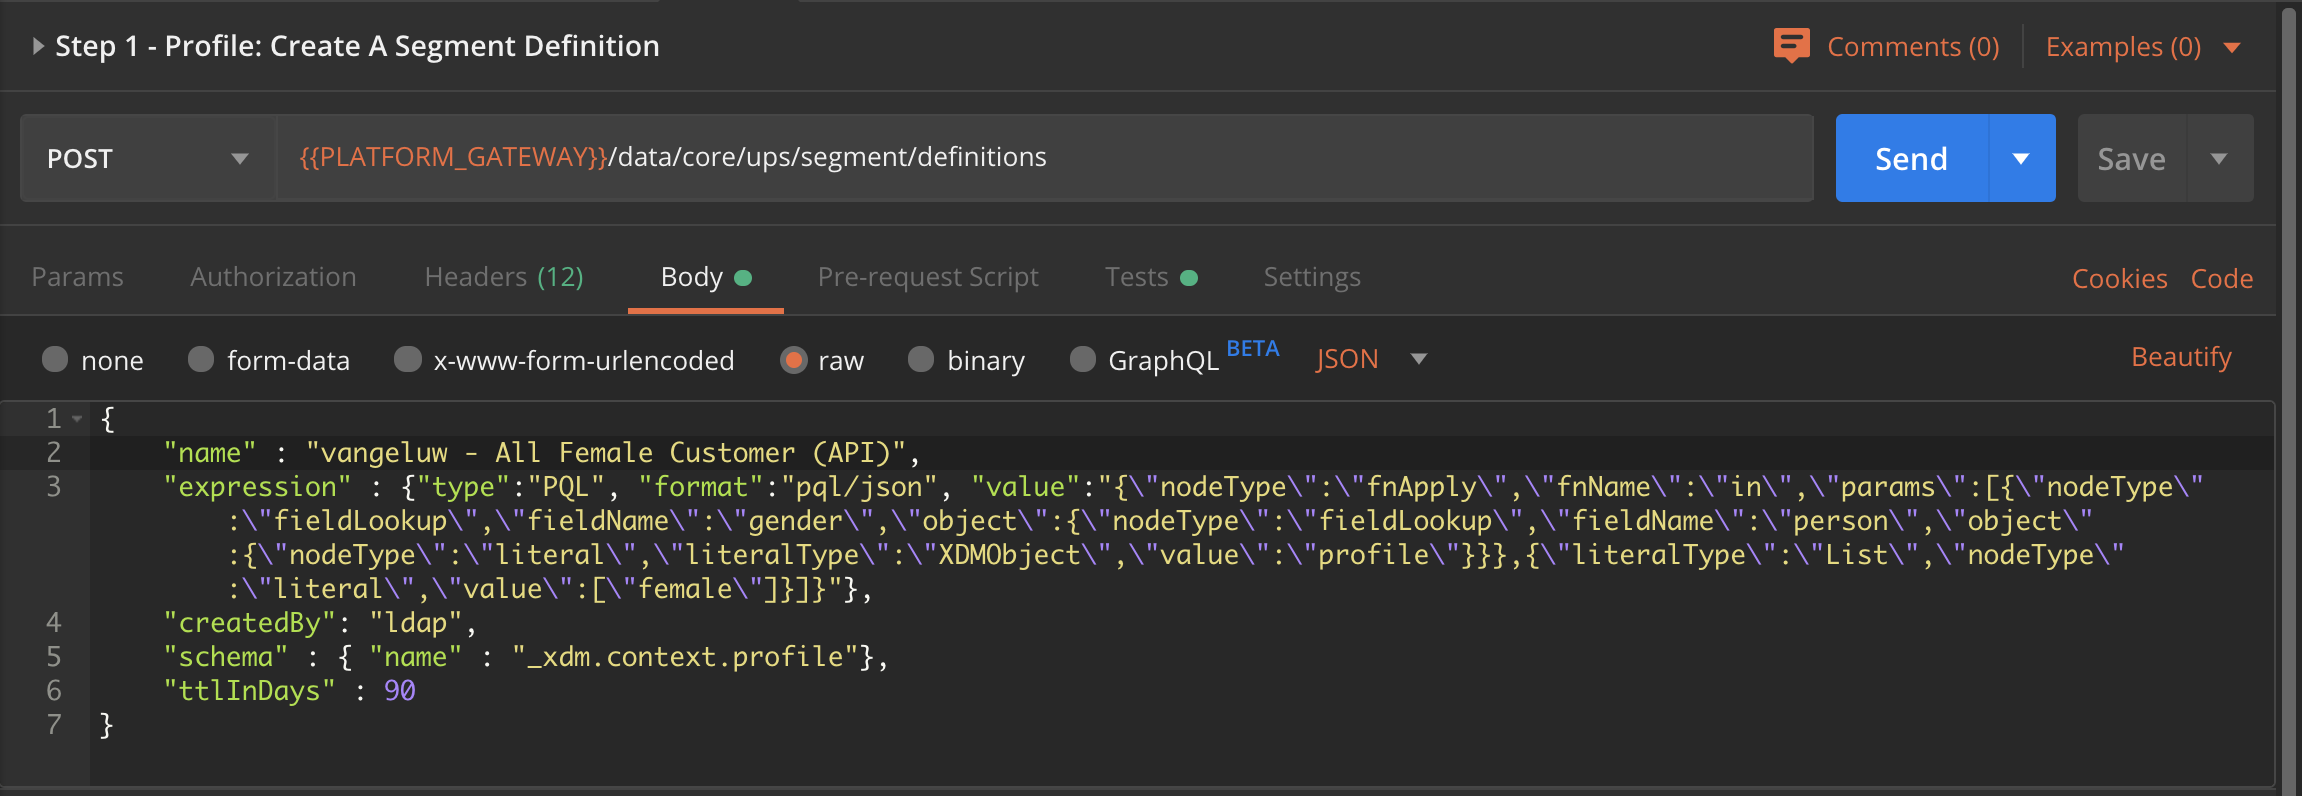 Step 1 - Profile: Create A Segment Definition
Comments (0)
Examples (0)
POST
{{PLATFORM_GATEWAY}}/data/core/ups/segment/definitions
Send
Save
Params
Authorization
Headers (12)
Body
Pre-request Script
Tests
Settings
Cookies
Code
none
form-data
x-www-form-urlencoded
raw
binary
GraphQL BETA
JSON
Beautify
1 {
2 "name" : "vangeluw - All Female Customer (API)",
3 "expression" : {"type":"PQL", "format":"pql/json", "value":"{\"nodeType\":\"fnApply\",\"fnName\":\"in\",\"params\":[{\"nodeType\"
:\"fieldLookup\",\"fieldName\":\"gender\",\"object\":{\"nodeType\":\"fieldLookup\",\"fieldName\":\"person\",\"object\"
:{\"nodeType\":\"literal\",\"literalType\":\"XDMObject\",\"value\":\"profile\"}}},{\"literalType\":\"List\",\"nodeType\"
:\"literal\",\"value\":[\"female\"]}]}"},
4 "createdBy": "ldap",
5 "schema" : { "name" : "_xdm.context.profile"},
6 "ttlInDays" : 90
7 }